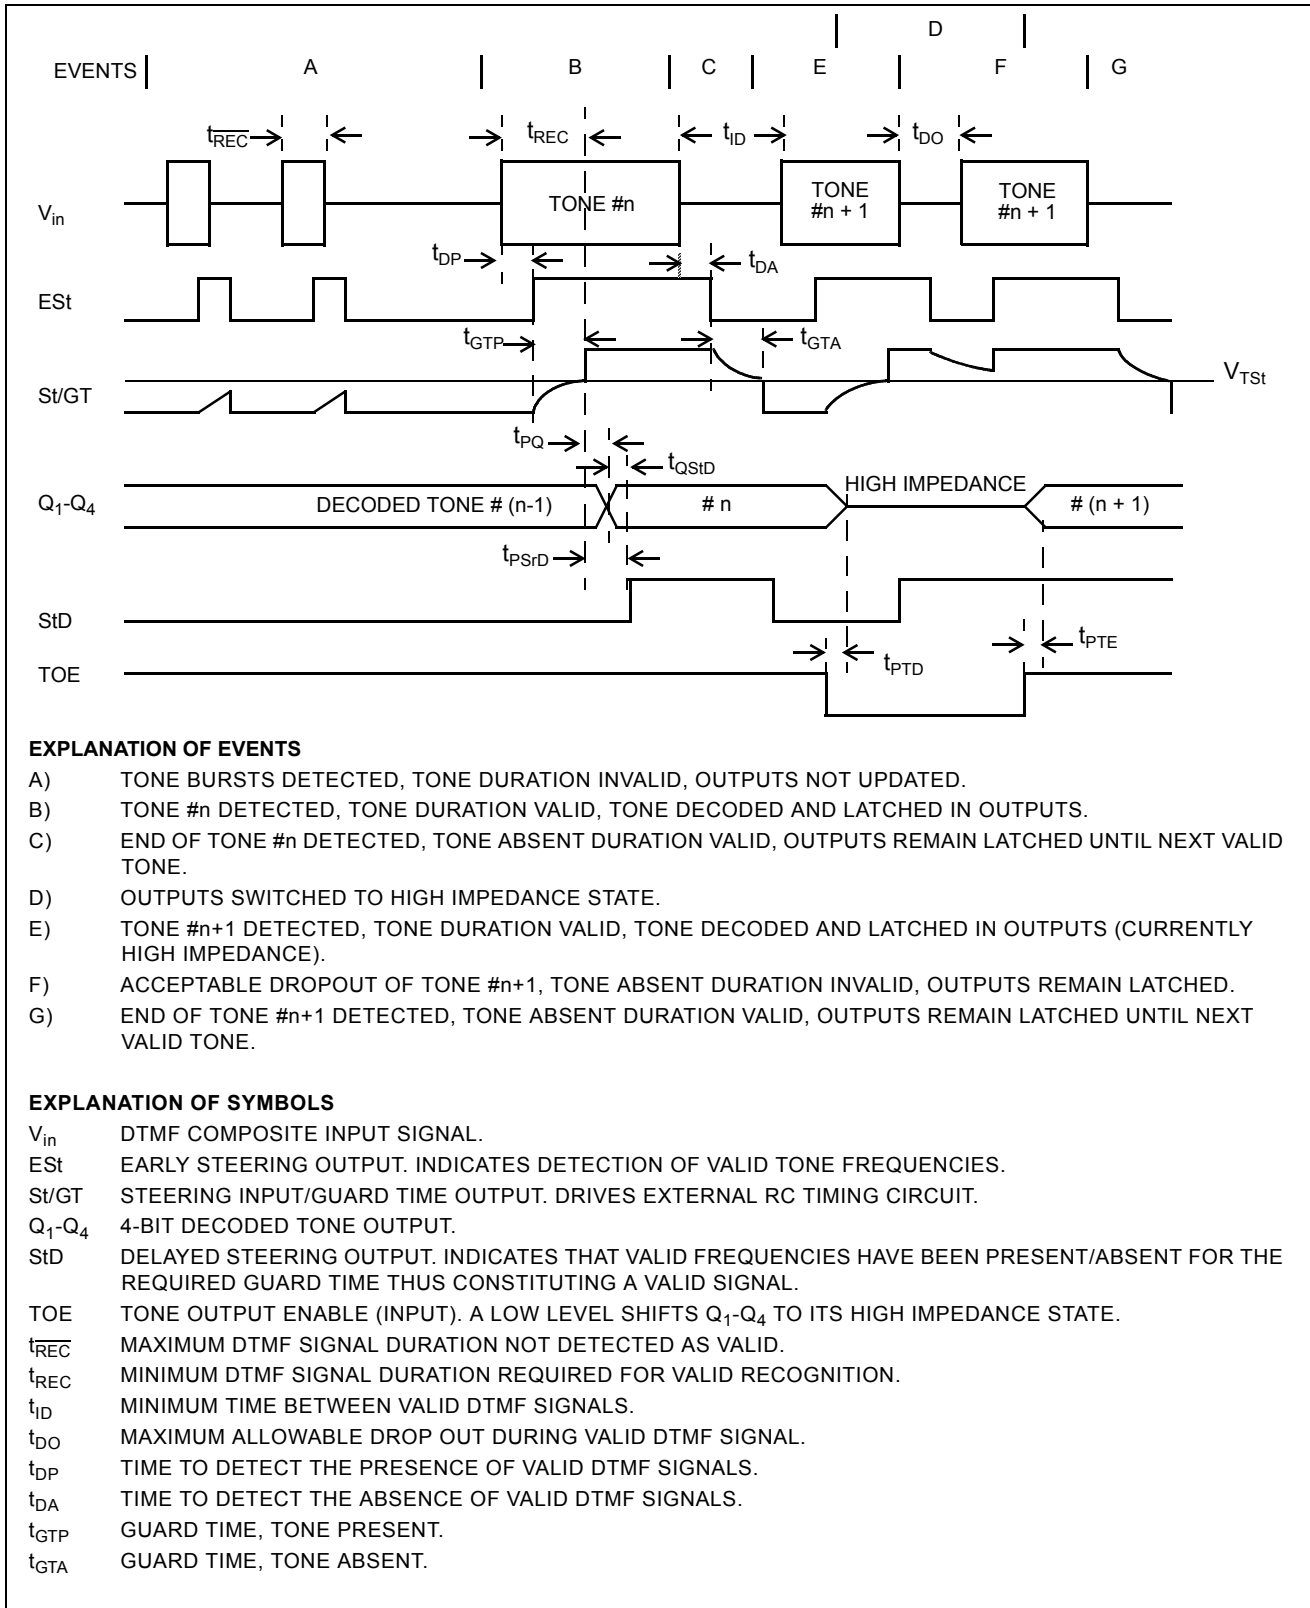 D
EVENTS A B C E F G
tREC tREC tID tDO
Vin TONE #n TONE #n + 1 TONE #n + 1
tDP tDA
ESt
tGTP tGTA
VTSt
St/GT
tPQ
tQStD
HIGH IMPEDANCE
Q1-Q4 DECODED TONE # (n-1) # n # (n + 1)
tPSrD
StD
tPTE
tPTD
TOE
EXPLANATION OF EVENTS
A) TONE BURSTS DETECTED, TONE DURATION INVALID, OUTPUTS NOT UPDATED.
B) TONE #n DETECTED, TONE DURATION VALID, TONE DECODED AND LATCHED IN OUTPUTS.
C) END OF TONE #n DETECTED, TONE ABSENT DURATION VALID, OUTPUTS REMAIN LATCHED UNTIL NEXT VALID
TONE.
D) OUTPUTS SWITCHED TO HIGH IMPEDANCE STATE.
E) TONE #n+1 DETECTED, TONE DURATION VALID, TONE DECODED AND LATCHED IN OUTPUTS (CURRENTLY
HIGH IMPEDANCE).
F) ACCEPTABLE DROPOUT OF TONE #n+1, TONE ABSENT DURATION INVALID, OUTPUTS REMAIN LATCHED.
G) END OF TONE #n+1 DETECTED, TONE ABSENT DURATION VALID, OUTPUTS REMAIN LATCHED UNTIL NEXT
VALID TONE.
EXPLANATION OF SYMBOLS
Vin DTMF COMPOSITE INPUT SIGNAL.
ESt EARLY STEERING OUTPUT. INDICATES DETECTION OF VALID TONE FREQUENCIES.
St/GT STEERING INPUT/GUARD TIME OUTPUT. DRIVES EXTERNAL RC TIMING CIRCUIT.
Q1-Q4 4-BIT DECODED TONE OUTPUT.
StD DELAYED STEERING OUTPUT. INDICATES THAT VALID FREQUENCIES HAVE BEEN PRESENT/ABSENT FOR THE
REQUIRED GUARD TIME THUS CONSTITUTING A VALID SIGNAL.
TOE TONE OUTPUT ENABLE (INPUT). A LOW LEVEL SHIFTS Q1-Q4 TO ITS HIGH IMPEDANCE STATE.
tREC MAXIMUM DTMF SIGNAL DURATION NOT DETECTED AS VALID.
tREC MINIMUM DTMF SIGNAL DURATION REQUIRED FOR VALID RECOGNITION.
tID MINIMUM TIME BETWEEN VALID DTMF SIGNALS.
tDO MAXIMUM ALLOWABLE DROP OUT DURING VALID DTMF SIGNAL.
tDP TIME TO DETECT THE PRESENCE OF VALID DTMF SIGNALS.
tDA TIME TO DETECT THE ABSENCE OF VALID DTMF SIGNALS.
tGTP GUARD TIME, TONE PRESENT.
tGTA GUARD TIME, TONE ABSENT.